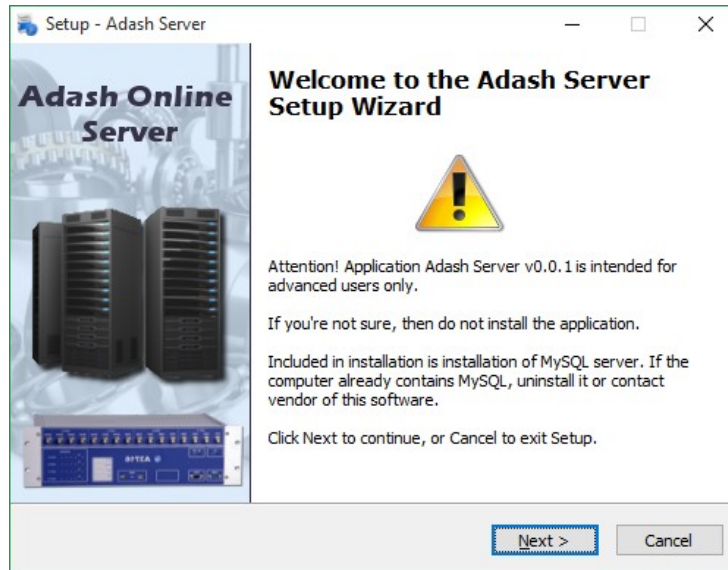 Setup - Adash Server
Adash Online
Server
Welcome to the Adash Server
Setup Wizard
Attention! Application Adash Server v0.0.1 is intended for
advanced users only.
If you're not sure, then do not install the application.
Included in installation is installation of MySQL server. If the
computer already contains MySQL, uninstall it or contact
vendor of this software.
Click Next to continue, or Cancel to exit Setup.
Next >
Cancel